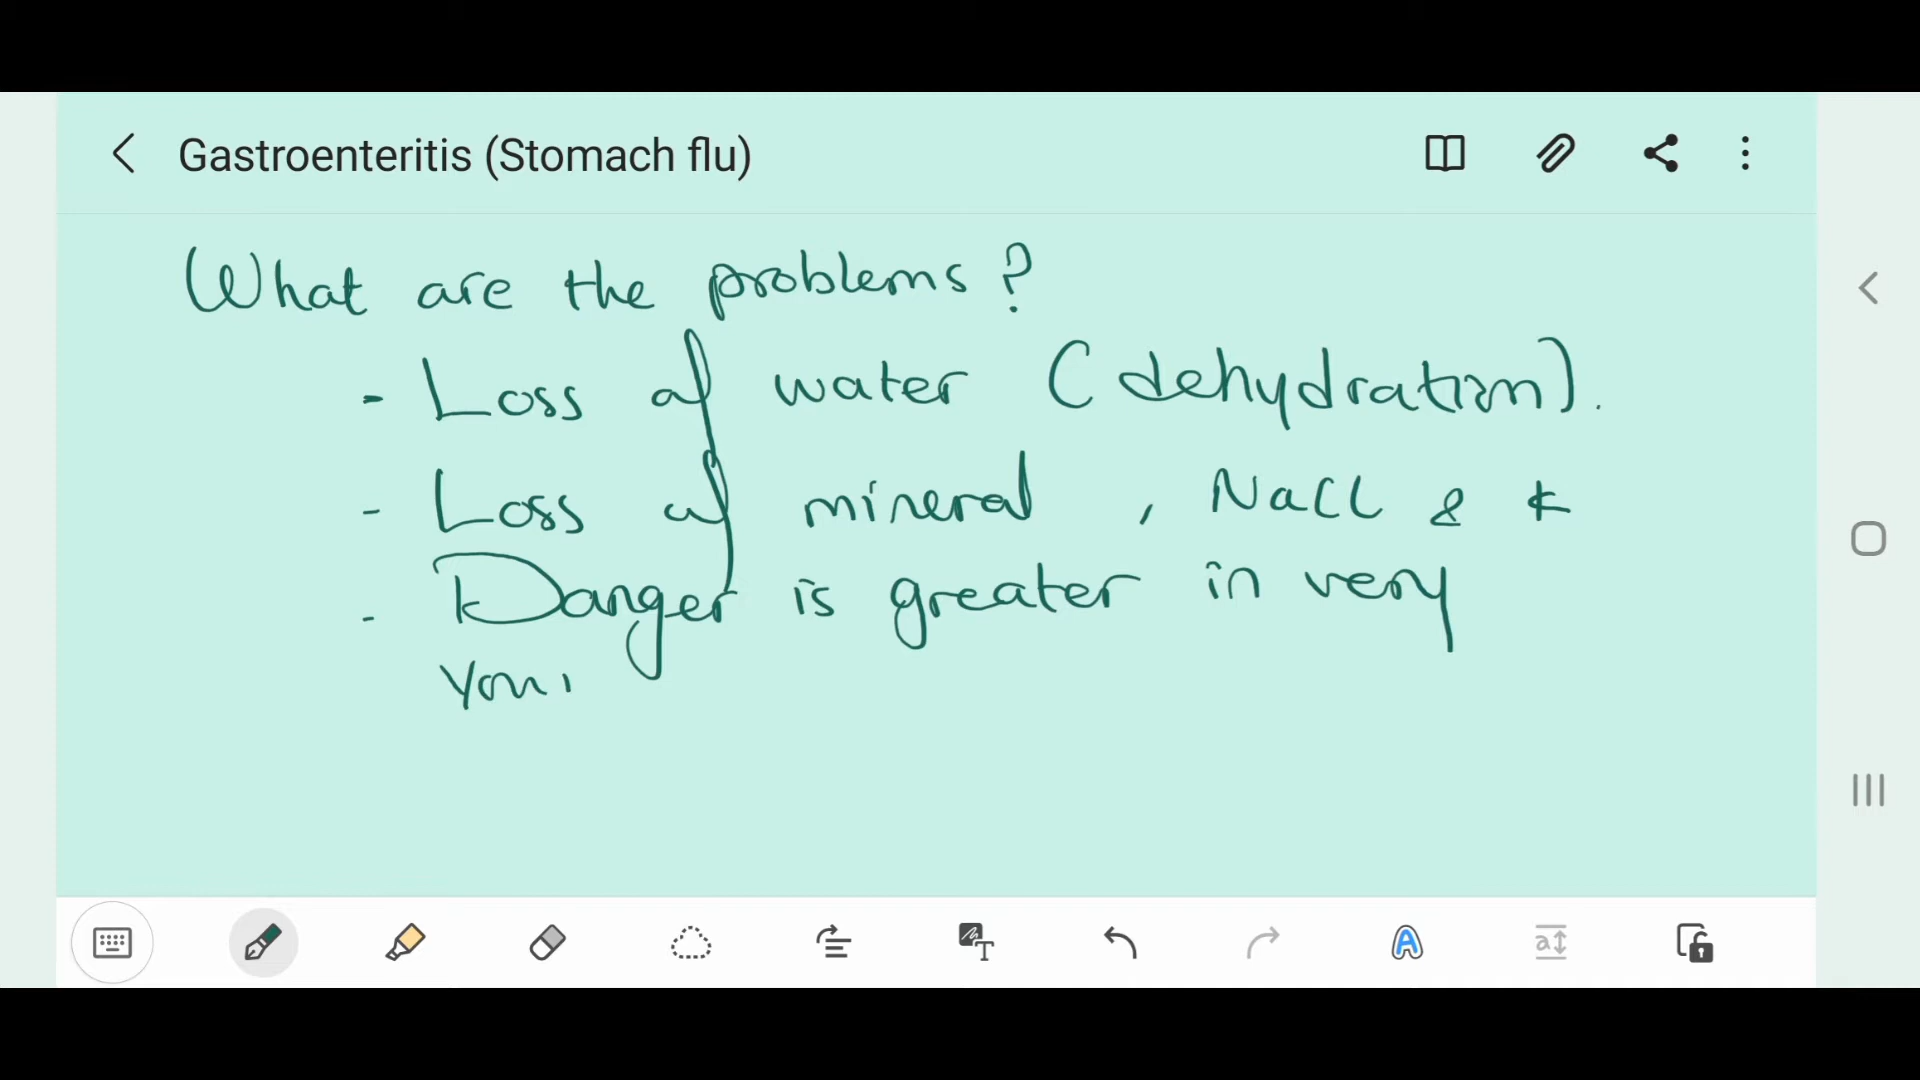 Gastroenteritis (Stomach flu)
What are the problems?
- Loss of water (dehydration).
- Loss of mineral, NaCl & K
- Danger is greater in very